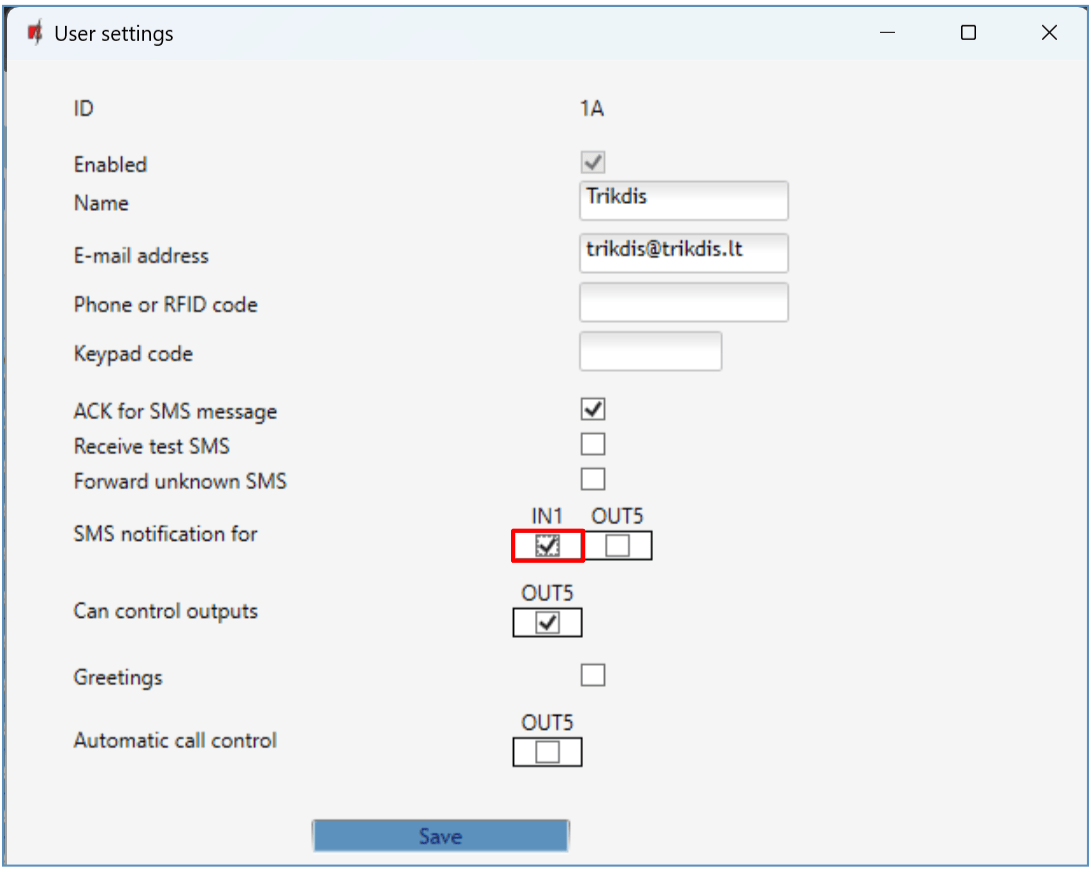 User settings
ID 1A
Enabled
Name Trikdis
E-mail address trikdis@trikdis.lt
Phone or RFID code
Keypad code
ACK for SMS message
Receive test SMS
Forward unknown SMS
IN1 OUT5
SMS notification for
OUT5
Can control outputs
Greetings
OUT5
Automatic call control
Save